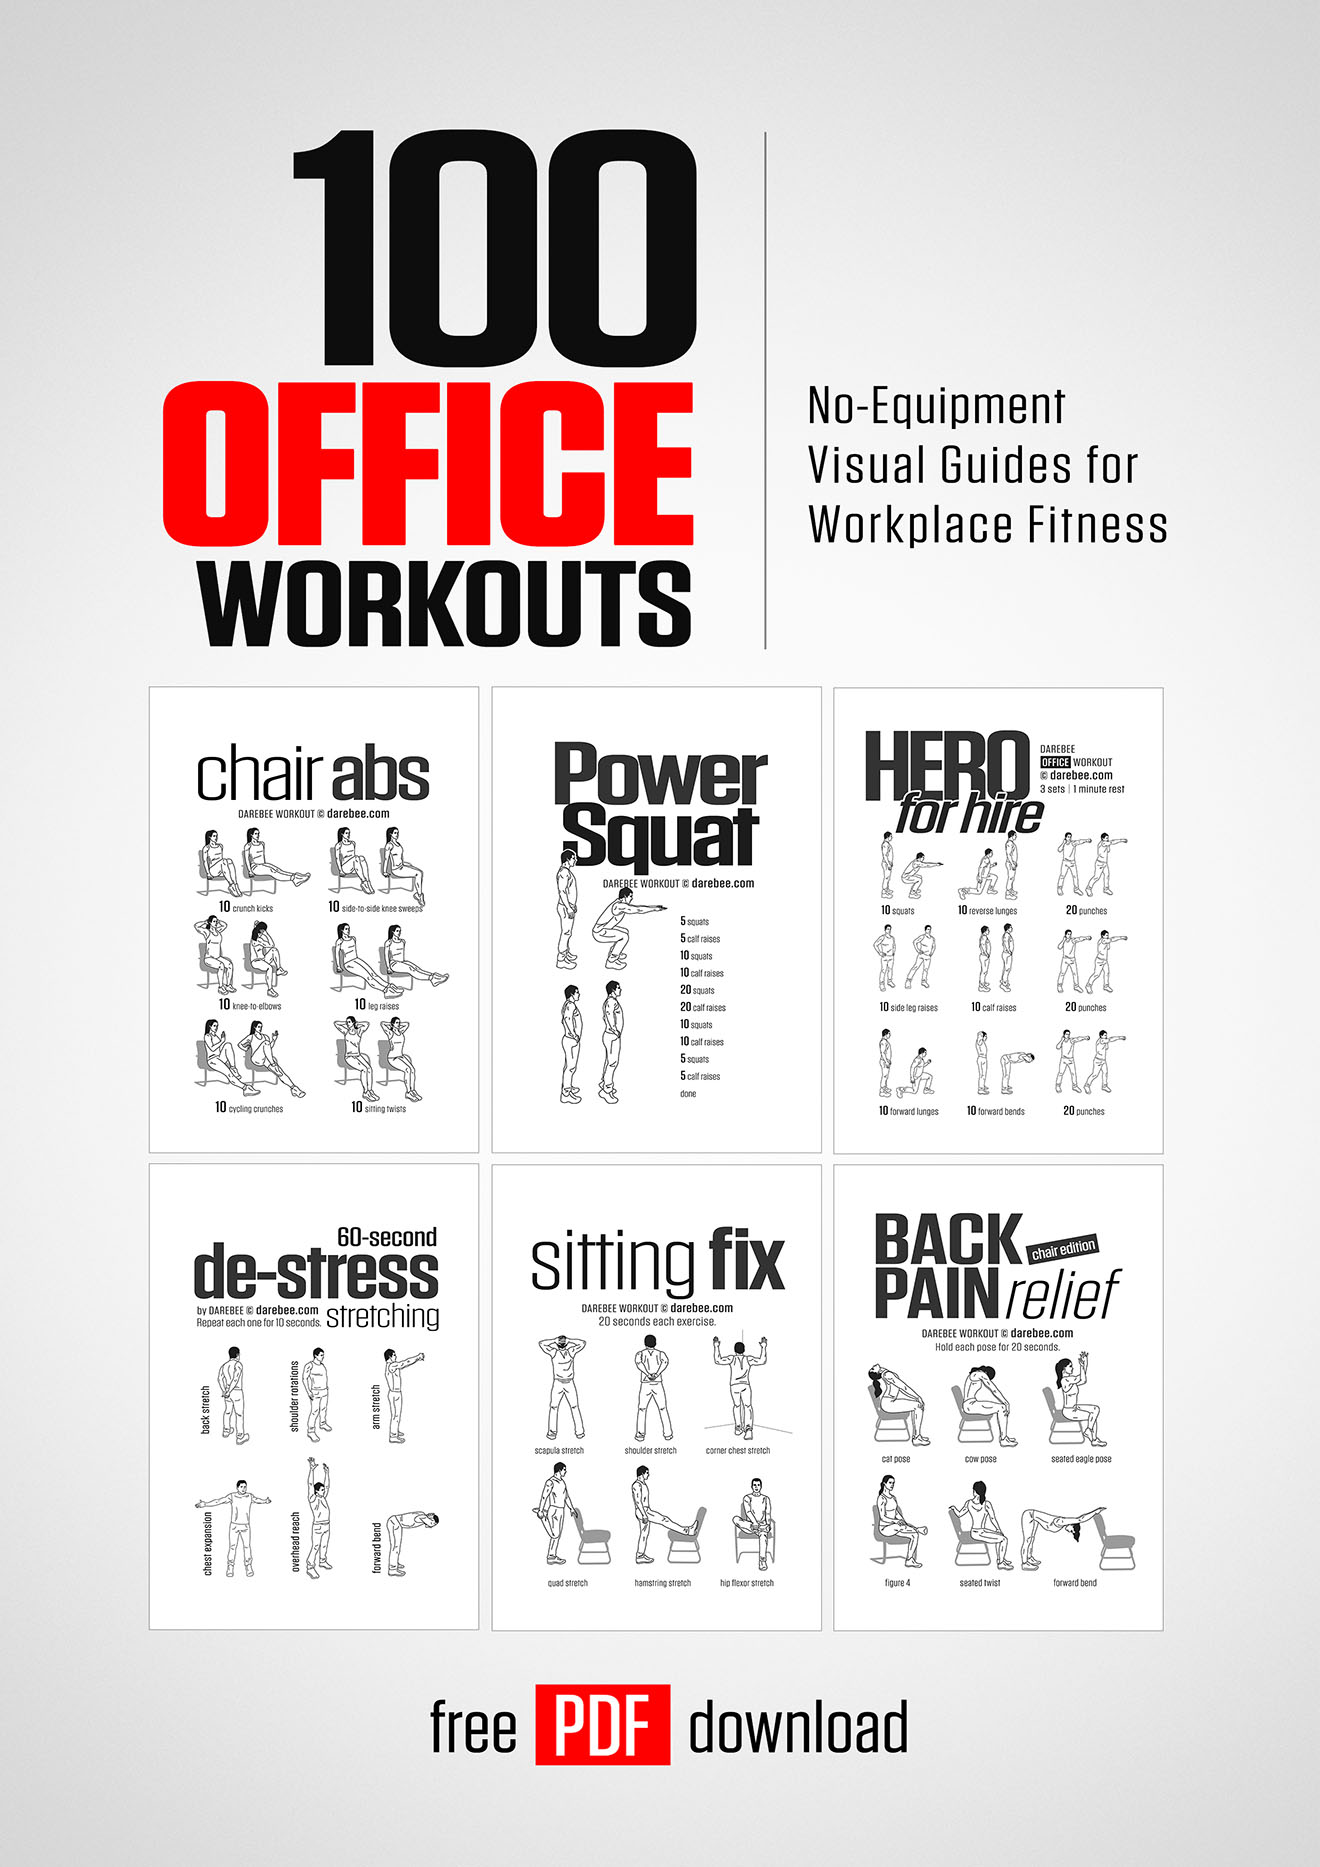 100
OFFICE
WORKOUTS
No-Equipment
Visual Guides for
Workplace Fitness
chair abs
DAREBEE WORKOUT © darebee.com
10 crunch kicks
10 side-to-side knee sweeps
10 knee-to-elbows
10 leg raises
10 cycling crunches
10 sitting twists
Power
Squat
DAREBEE WORKOUT © darebee.com
5 squats
5 calf raises
10 squats
10 calf raises
20 squats
20 calf raises
10 squats
10 calf raises
5 squats
5 calf raises
done
HERO
for hire
DAREBEE
OFFICE WORKOUT
© darebee.com
3 sets | 1 minute rest
10 squats
10 reverse lunges
20 punches
10 side leg raises
10 calf raises
20 punches
10 forward lunges
10 forward bends
20 punches
60-second
de-stress
stretching
by DAREBEE © darebee.com
Repeat each one for 10 seconds.
back stretch
shoulder rotations
arm stretch
chest expansion
overhead reach
forward bend
sitting fix
DAREBEE WORKOUT © darebee.com
20 seconds each exercise.
scapula stretch
shoulder stretch
corner chest stretch
quad stretch
hamstring stretch
hip flexor stretch
BACK
chair edition
PAIN relief
DAREBEE WORKOUT © darebee.com
Hold each pose for 20 seconds.
cat pose
cow pose
seated eagle pose
figure 4
seated twist
forward bend
free PDF download